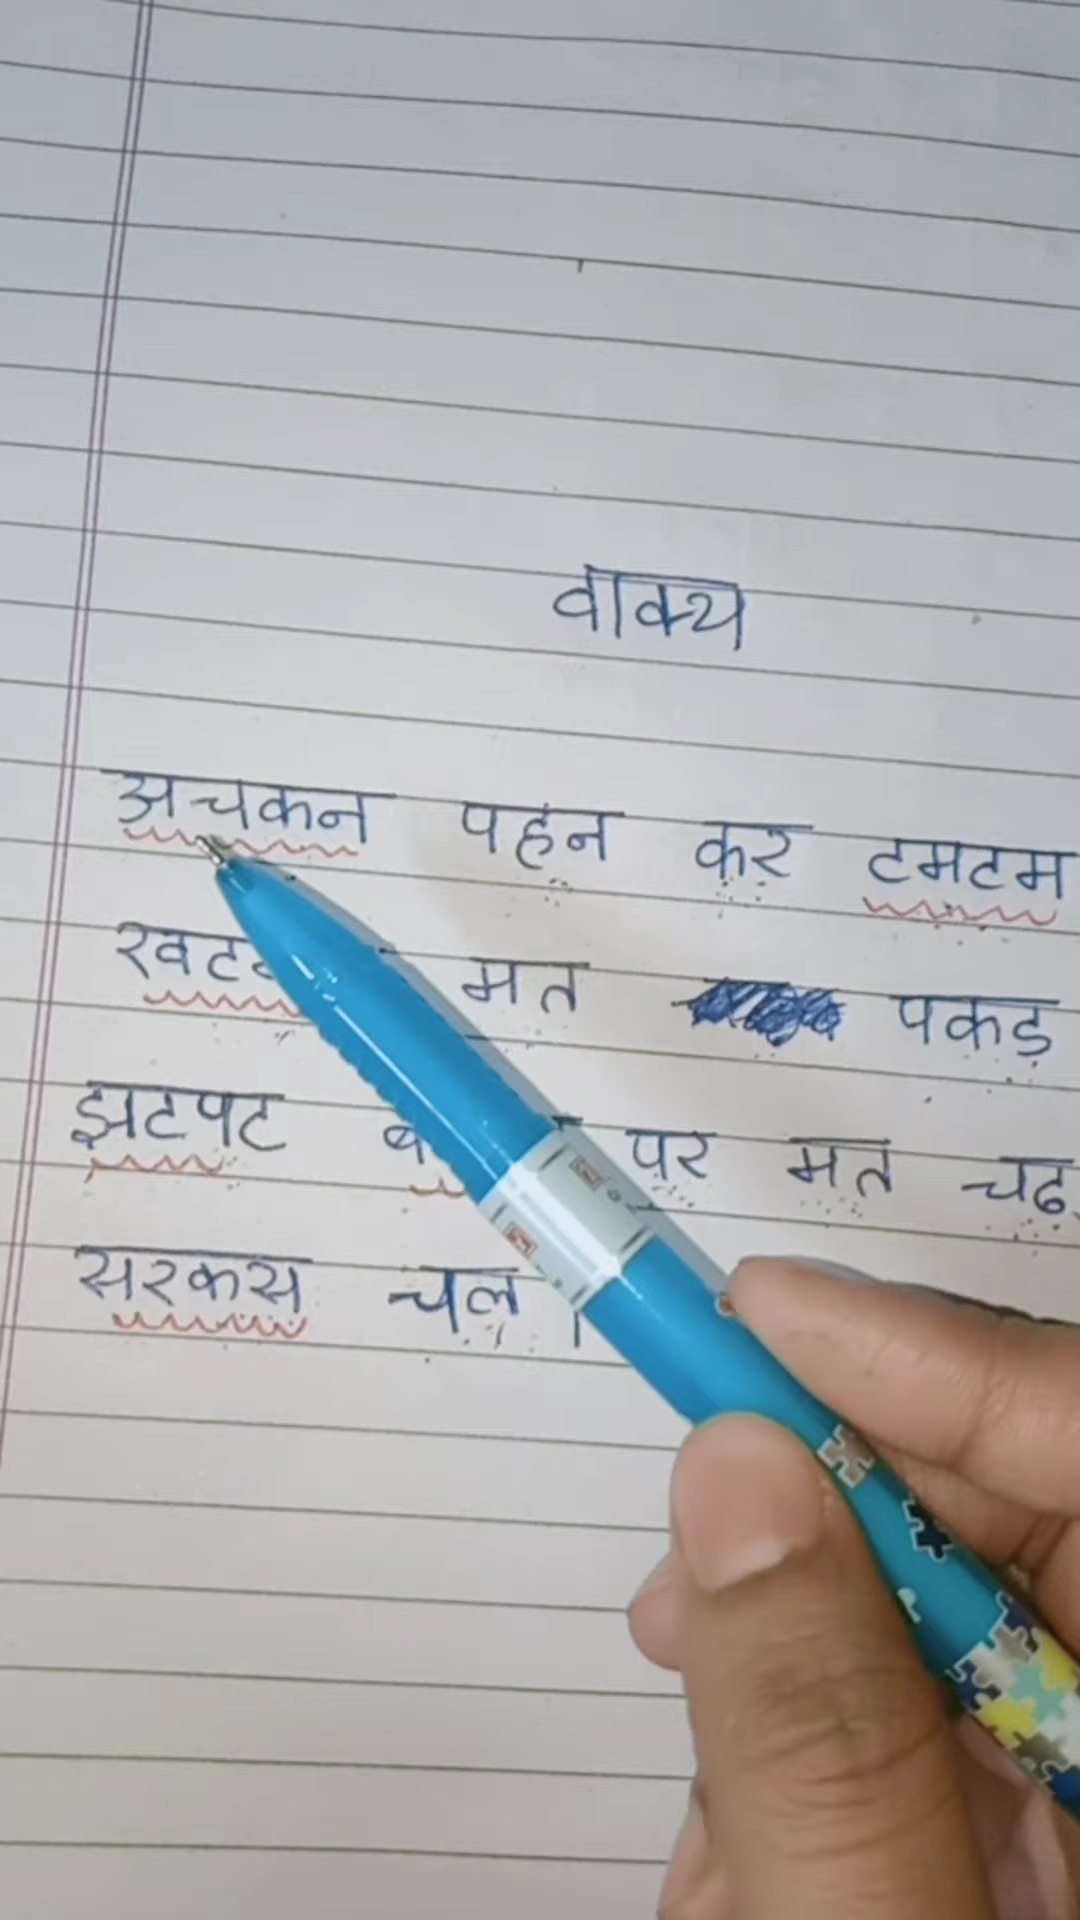 वाक्य
अचकन पहन कर टमटम
मत पकड़
झटपट पर मत चढ़
सरकस चल ।